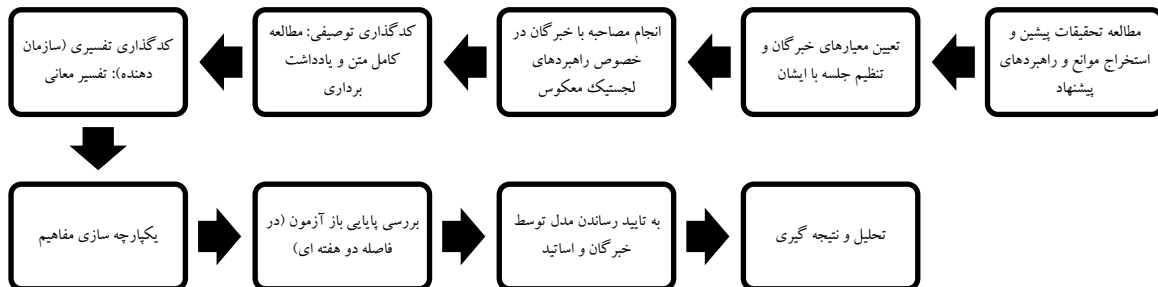 مطالعه تحقیقات پیشین و
استخراج موانع و راهبردهای
پیشنهاد
تعیین معیارهای خبرگان و
تنظیم جلسه با ایشان
انجام مصاحبه با خبرگان در
خصوص راهبردهای
لجستیک معکوس
کدگذاری توصیفی: مطالعه
کامل متن و یادداشت
برداری
کدگذاری تفسیری (سازمان
دهنده): تفسیر معانی
یکپارچه سازی مفاهیم
بررسی پایایی باز آزمون (در
فاصله دو هفته ای)
به تایید رساندن مدل توسط
خبرگان و اساتید
تحلیل و نتیجه گیری